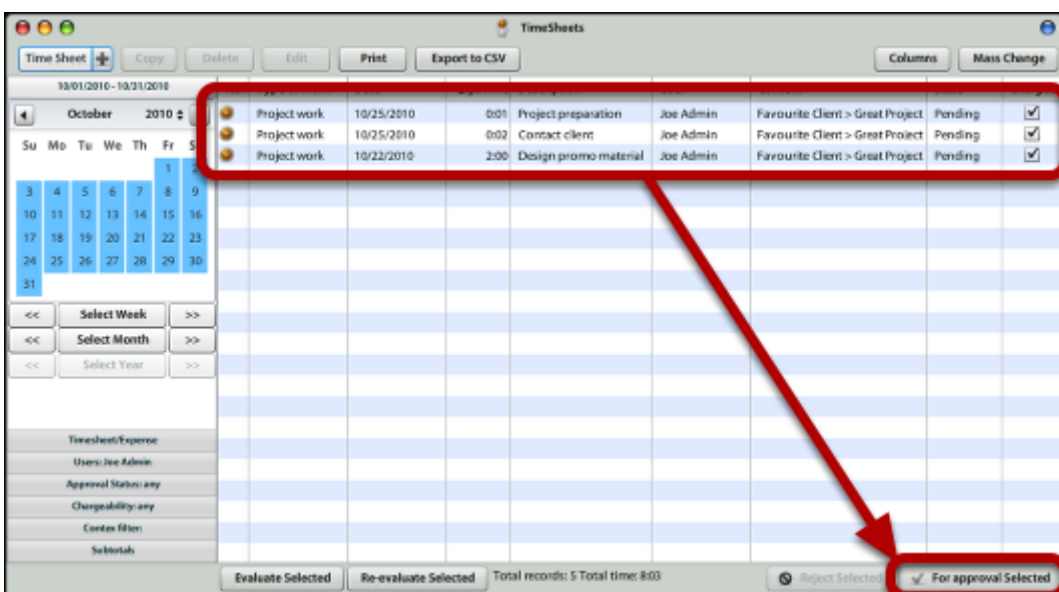 TimeSheets
Time Sheet Copy Delete Edit Print Export to CSV Columns Mass Change
10/01/2010 - 10/31/2010
October 2010
Su Mo Tu We Th Fr
1 2
3 4 5 6 7 8 9
10 11 12 13 14 15 16
17 18 19 20 21 22 23
24 25 26 27 28 29 30
31
<< Select Week >>
<< Select Month >>
<< Select Year >>
Timesheet/Expense
Users: Joe Admin
Approval Status: any
Chargeability: any
Contex filter:
Subtotals
Project work 10/25/2010 0:01 Project preparation Joe Admin Favourite Client > Great Project Pending
Project work 10/25/2010 0:02 Contact client Joe Admin Favourite Client > Great Project Pending
Project work 10/22/2010 2:00 Design promo material Joe Admin Favourite Client > Great Project Pending
Evaluate Selected Re-evaluate Selected Total records: 5 Total time: 8:03 Reject Selected For approval Selected